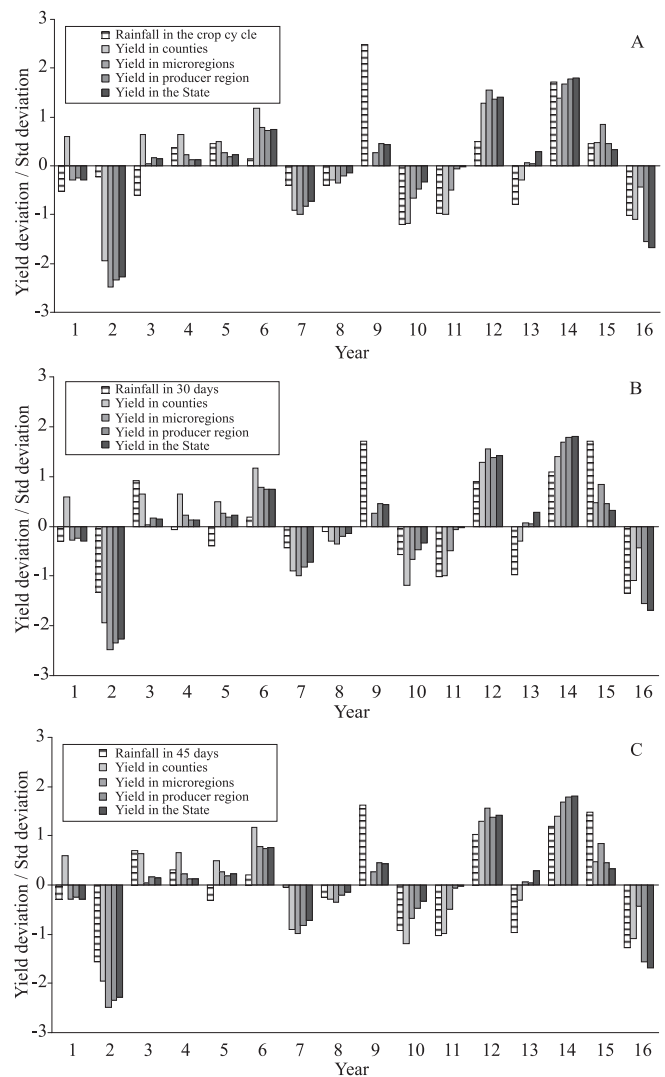 A
Rainfall in the crop cy cle
Yield in counties
Yield in microregions
Yield in producer region
Yield in the State
Yield deviation / Std deviation
3
2
1
0
-1
-2
-3
1 2 3 4 5 6 7 8 9 10 11 12 13 14 15 16
Year
B
Rainfall in 30 days
Yield in counties
Yield in microregions
Yield in producer region
Yield in the State
Yield deviation / Std deviation
3
2
1
0
-1
-2
-3
1 2 3 4 5 6 7 8 9 10 11 12 13 14 15 16
Year
C
Rainfall in 45 days
Yield in counties
Yield in microregions
Yield in producer region
Yield in the State
Yield deviation / Std deviation
3
2
1
0
-1
-2
-3
1 2 3 4 5 6 7 8 9 10 11 12 13 14 15 16
Year